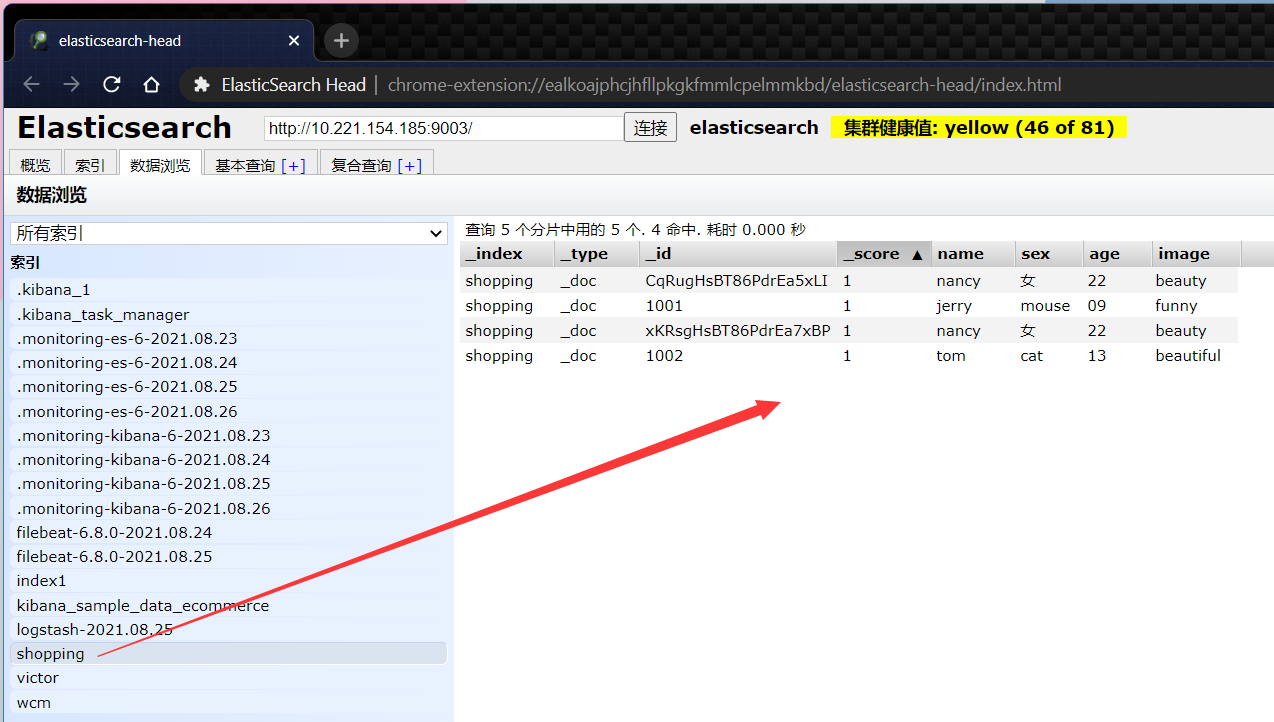 elasticsearch-head
ElasticSearch Head | chrome-extension://ealkoajphcjhfllpkgkfmmlcpelmmkbd/elasticsearch-head/index.html
Elasticsearch http://10.221.154.185:9003/ 连接 elasticsearch 集群健康值: yellow (46 of 81)
概览 索引 数据浏览 基本查询 [+] 复合查询 [+]
数据浏览
所有索引
索引
.kibana_1
.kibana_task_manager
.monitoring-es-6-2021.08.23
.monitoring-es-6-2021.08.24
.monitoring-es-6-2021.08.25
.monitoring-es-6-2021.08.26
.monitoring-kibana-6-2021.08.23
.monitoring-kibana-6-2021.08.24
.monitoring-kibana-6-2021.08.25
.monitoring-kibana-6-2021.08.26
filebeat-6.8.0-2021.08.24
filebeat-6.8.0-2021.08.25
index1
kibana_sample_data_ecommerce
logstash-2021.08.25
shopping
victor
wcm
查询 5 个分片中用的 5 个. 4 命中. 耗时 0.000 秒
_index _type _id _score ▲ name sex age image
shopping _doc CqRugHsBT86PdrEa5xLI 1 nancy 女 22 beauty
shopping _doc 1001 1 jerry mouse 09 funny
shopping _doc xKRsgHsBT86PdrEa7xBP 1 nancy 女 22 beauty
shopping _doc 1002 1 tom cat 13 beautiful